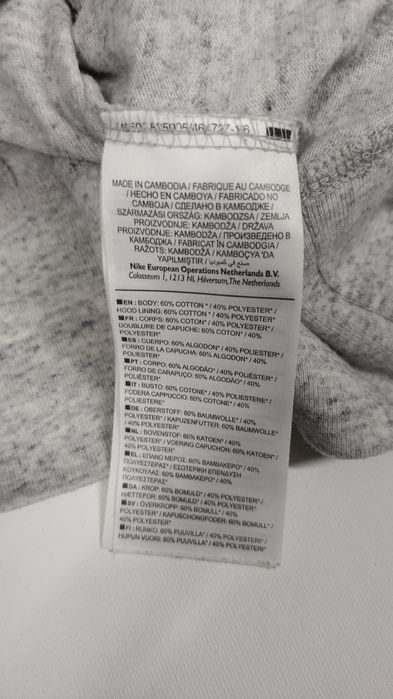 MADE IN CAMBODIA / FABRIQUE AU CAMBODGE
/ HECHO EN CAMBOYA / FABRICADO NO
CAMBOJA / СДЕЛАНО В КАМБОДЖЕ /
SZÁRMAZÁSI ORSZÁG: KAMBODZSA / ZEMLJA
PROIZVODNJE: KAMBODŽA / DRŽAVA
PROIZVODNJE: KAMBODŽA / ПРОИЗВЕДЕНО В
КАМБОДЖА / FABRICAT ÎN CAMBODGIA /
RAŽOTS: KAMBODŽĀ / KAMBOÇYA 'DA
YAPILMIŞTIR / صنع في كمبوديا
Nike European Operations Netherlands B.V.
Colosseum 1, 1213 NL Hilversum, The Netherlands
EN: BODY: 60% COTTON* / 40% POLYESTER* /
HOOD LINING: 60% COTTON* / 40% POLYESTER*
FR: CORPS: 60% COTON* / 40% POLYESTER* /
DOUBLURE DE CAPUCHE: 60% COTON* / 40%
POLYESTER*
ES: CUERPO: 60% ALGODON* / 40% POLIESTER* /
FORRO DE LA CAPUCHA: 60% ALGODON* / 40%
POLIESTER*
PT: CORPO: 60% ALGODÃO* / 40% POLIÉSTER* /
FORRO DE CARAPUÇO: 60% ALGODÃO* / 40%
POLIÉSTER*
IT: BUSTO: 60% COTONE* / 40% POLIESTERE* /
FODERA CAPPUCCIO: 60% COTONE* / 40%
POLIESTERE*
DE: OBERSTOFF: 60% BAUMWOLLE* / 40%
POLYESTER* / KAPUZENFUTTER: 60% BAUMWOLLE*
/ 40% POLYESTER*
NL: BOVENSTOF: 60% KATOEN* / 40%
POLYESTER* / VOERING CAPUCHON: 60% KATOEN* /
40% POLYESTER*
EL: ΕΠΑΝΩ ΜΕΡΟΣ: 60% ΒΑΜΒΑΚΕΡΟ* / 40%
ΠΟΛΥΕΣΤΕΡΑΣ* / ΕΣΩΤΕΡΙΚΗ ΕΠΕΝΔΥΣΗ
ΚΟΥΚΟΥΛΑΣ: 60% ΒΑΜΒΑΚΕΡΟ* / 40%
ΠΟΛΥΕΣΤΕΡΑΣ*
DA: KROP: 60% BOMULD* / 40% POLYESTER* /
HÆTTEFOR: 60% BOMULD* / 40% POLYESTER*
SV: ÖVERKROPP: 60% BOMULL* / 40%
POLYESTER* / KAPUSCHONGFODER: 60% BOMULL* /
40% POLYESTER*
FI: RUNKO: 60% PUUVILLA* / 40% POLYESTERI* /
HUPUN VUORI: 60% PUUVILLA* / 40% POLYESTERI*